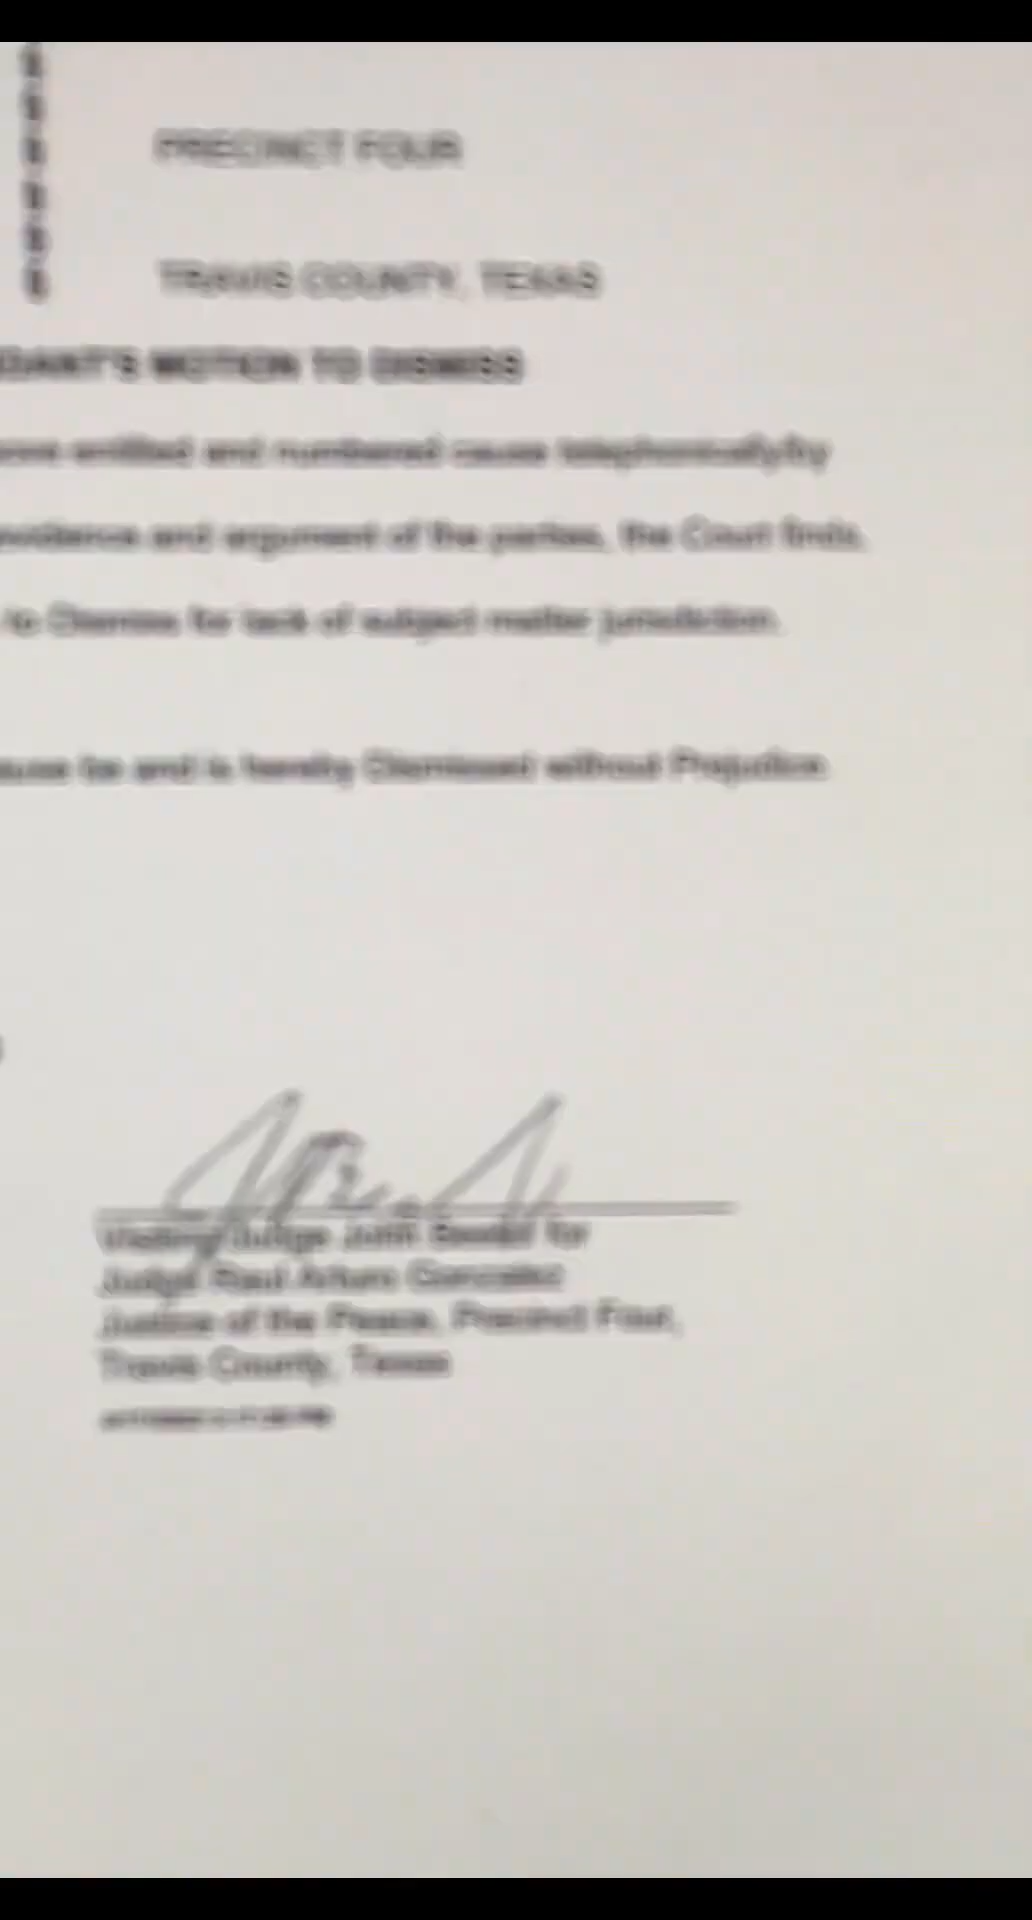 PRECINCT FOUR
TRAVIS COUNTY, TEXAS
DANT'S MOTION TO DISMISS
entitled and numbered cause telephonically/by
evidence and argument of the parties, the Court finds
to Dismiss for lack of subject matter jurisdiction.
be and is hereby Dismissed without Prejudice.
Visiting Judge John for
Judge Raul Arturo Gonzalez
Justice of the Peace, Precinct Four,
Travis County, Texas